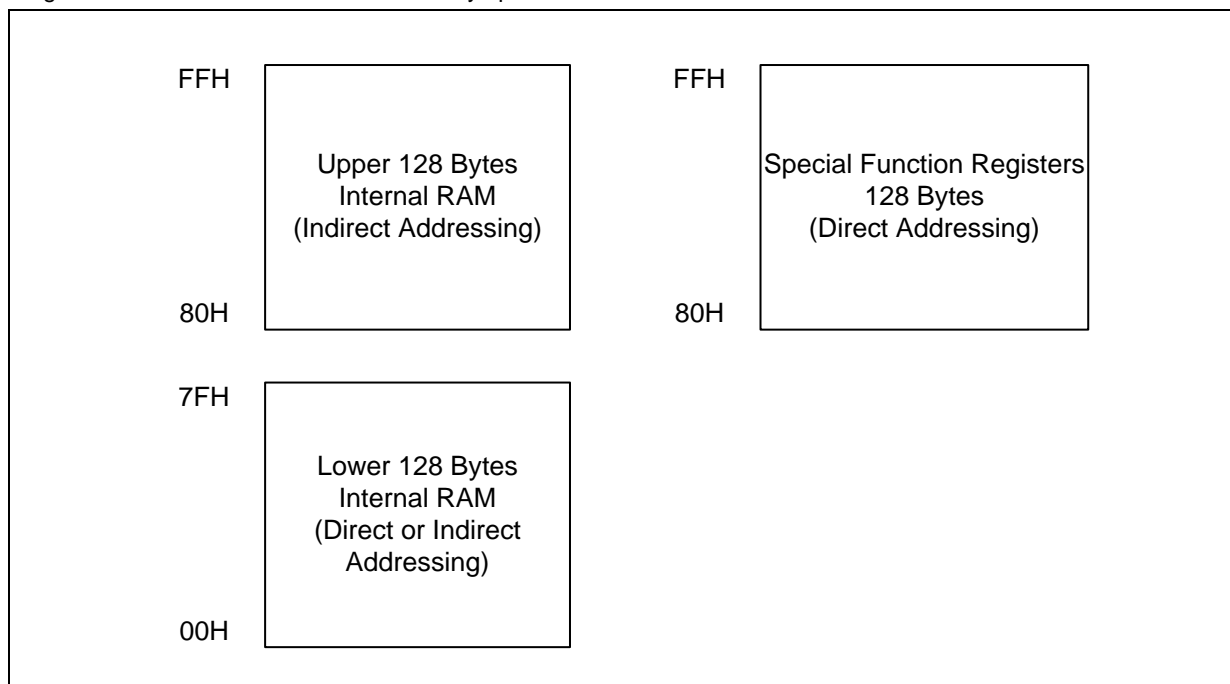 FFH
Upper 128 Bytes
Internal RAM
(Indirect Addressing)
80H
FFH
Special Function Registers
128 Bytes
(Direct Addressing)
80H
7FH
Lower 128 Bytes
Internal RAM
(Direct or Indirect
Addressing)
00H